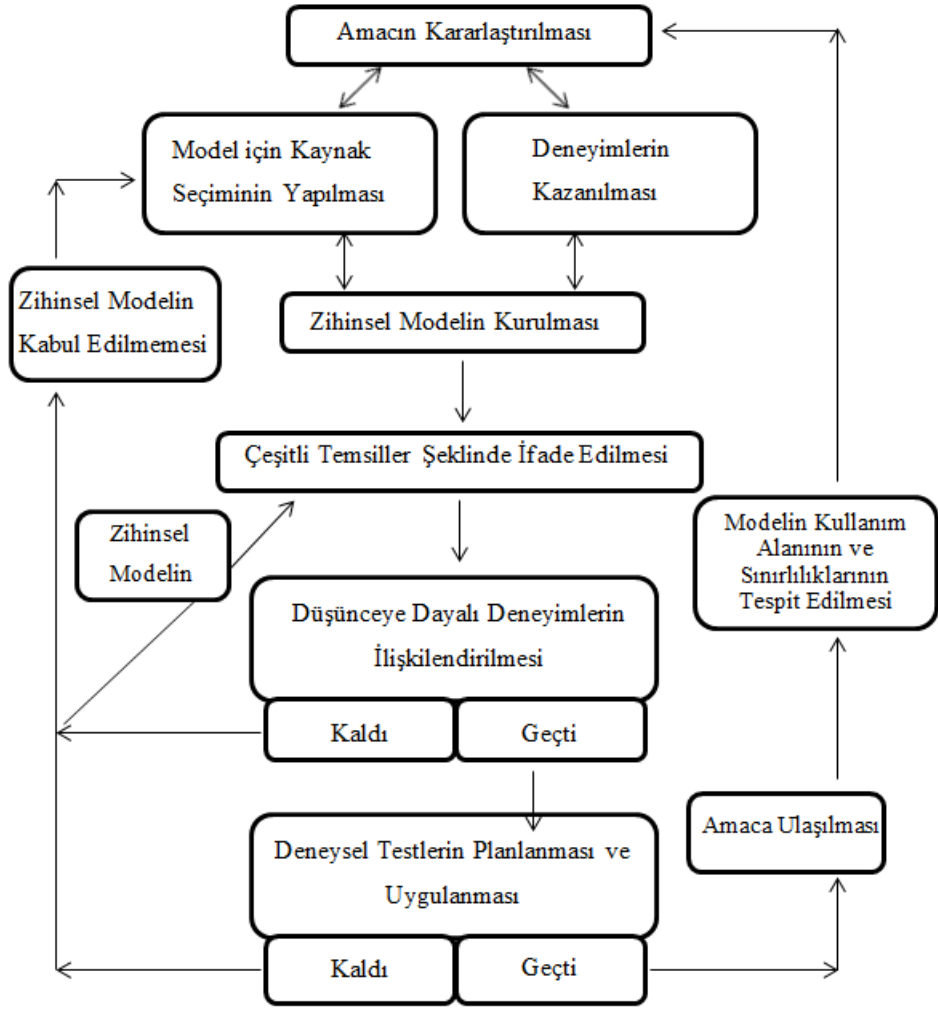 Amacın Kararlaştırılması
Model için Kaynak
Seçiminin Yapılması
Deneyimlerin
Kazanılması
Zihinsel Modelin
Kabul Edilmemesi
Zihinsel Modelin Kurulması
Çeşitli Temsiller Şeklinde İfade Edilmesi
Zihinsel
Modelin
Modelin Kullanım
Alanının ve
Sınırlılıklarının
Tespit Edilmesi
Düşünceye Dayalı Deneyimlerin
İlişkilendirilmesi
Kaldı
Geçti
Amaca Ulaşılması
Deneysel Testlerin Planlanması ve
Uygulanması
Kaldı
Geçti